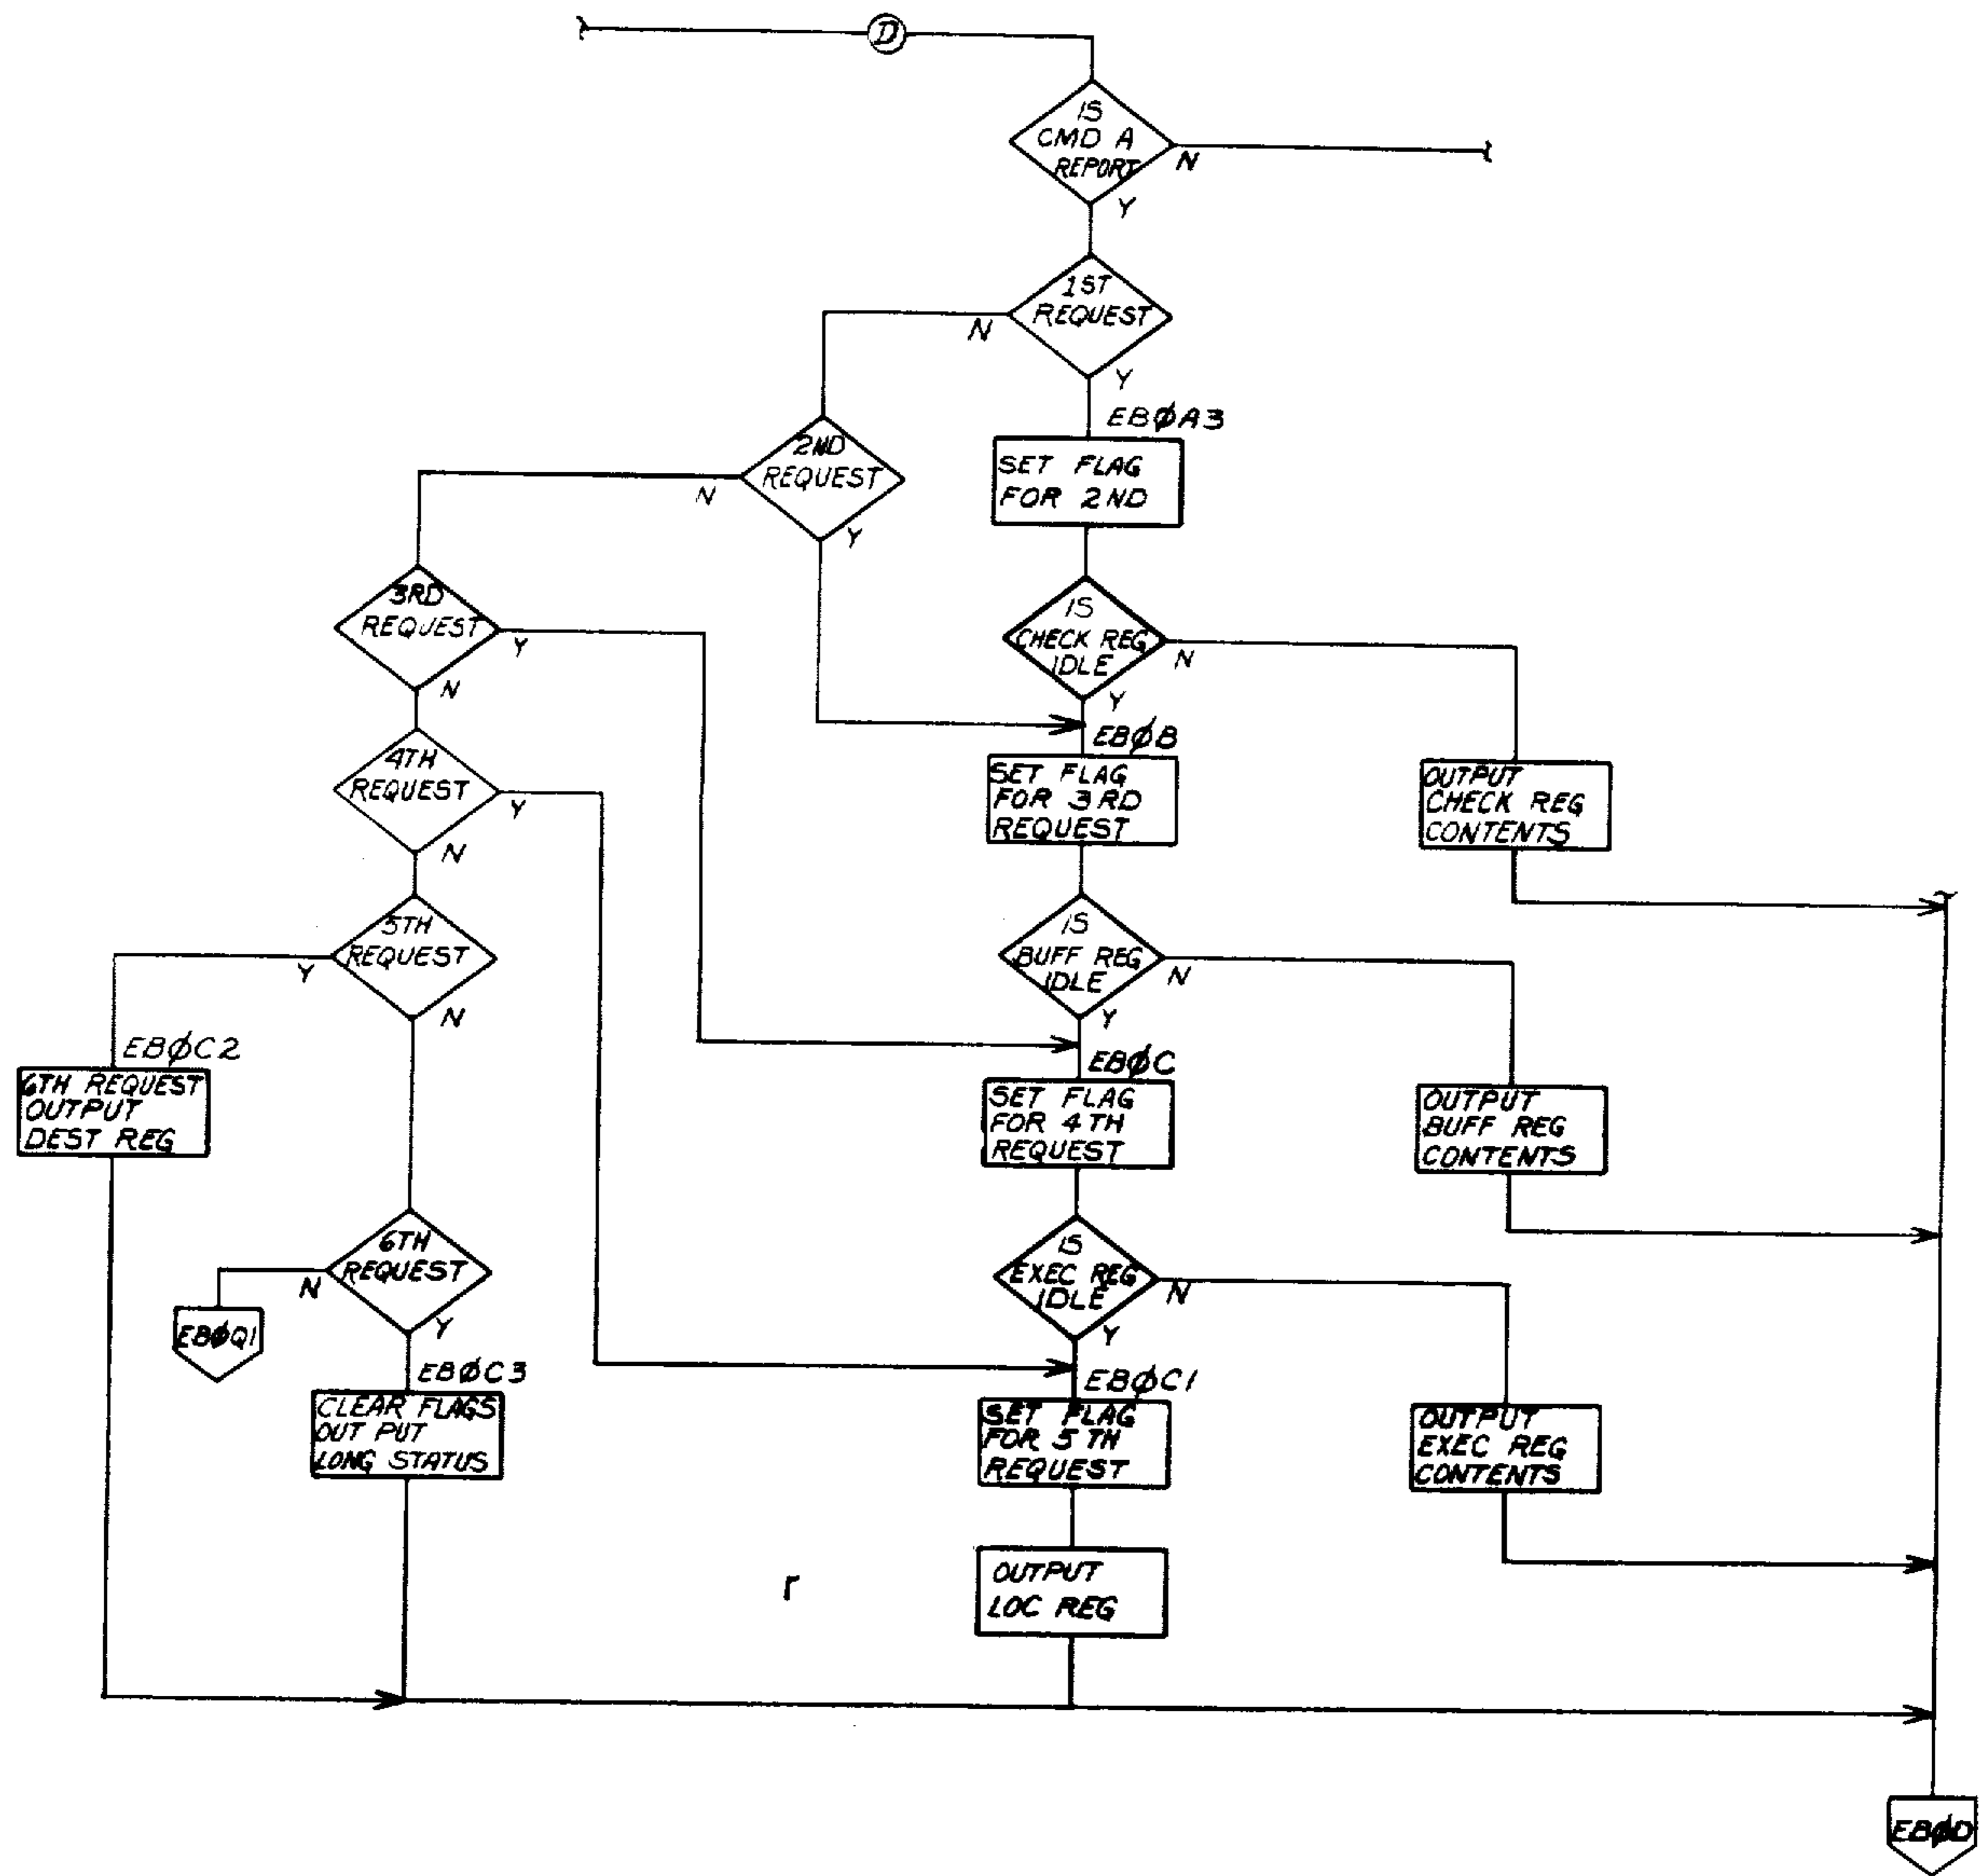 D
IS
CMD A
REPORT
N
Y
1ST
REQUEST
N
Y
EBØA3
SET FLAG
FOR 2ND
2ND
REQUEST
N
Y
IS
CHECK REG
IDLE
N
Y
3RD
REQUEST
Y
N
EBØB
SET FLAG
FOR 3RD
REQUEST
OUTPUT
CHECK REG
CONTENTS
4TH
REQUEST
Y
N
IS
BUFF REG
IDLE
N
Y
5TH
REQUEST
Y
N
EBØC2
6TH REQUEST
OUTPUT
DEST REG
EBØC
SET FLAG
FOR 4TH
REQUEST
OUTPUT
BUFF REG
CONTENTS
6TH
REQUEST
N
Y
IS
EXEC REG
IDLE
N
Y
EBØQ1
EBØC3
CLEAR FLAGS
OUT PUT
LONG STATUS
EBØC1
SET FLAG
FOR 5TH
REQUEST
OUTPUT
EXEC REG
CONTENTS
r
OUTPUT
LOC REG
EBØD